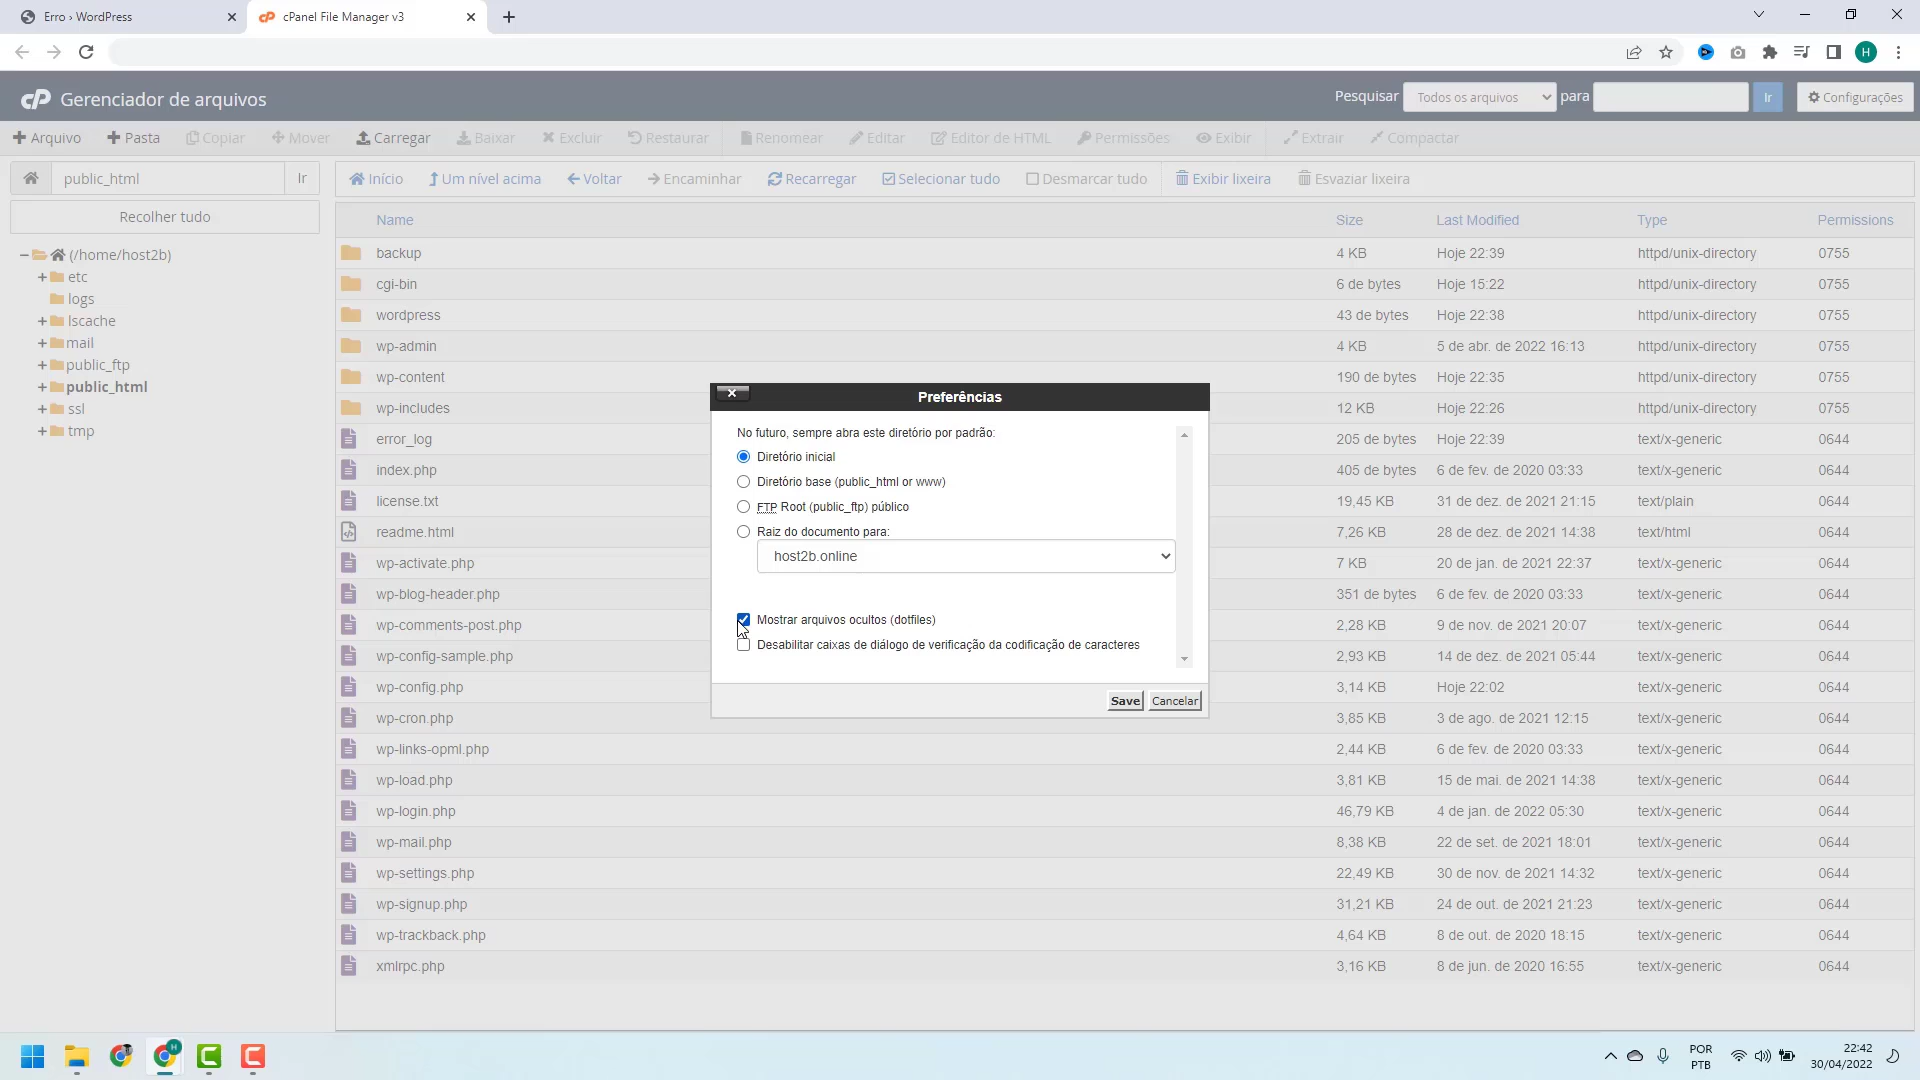 Erro › WordPress
cPanel File Manager v3
H
cP Gerenciador de arquivos
Pesquisar Todos os arquivos para Ir Configurações
Arquivo Pasta Copiar Mover Carregar Baixar Excluir Restaurar Renomear Editar Editor de HTML Permissões Exibir Extrair Compactar
public_html Ir
Início Um nível acima Voltar Encaminhar Recarregar Selecionar tudo Desmarcar tudo Exibir lixeira Esvaziar lixeira
Recolher tudo
(/home/host2b)
etc
logs
lscache
mail
public_ftp
public_html
ssl
tmp
Name Size Last Modified Type Permissions
backup 4 KB Hoje 22:39 httpd/unix-directory 0755
cgi-bin 6 de bytes Hoje 15:22 httpd/unix-directory 0755
wordpress 43 de bytes Hoje 22:38 httpd/unix-directory 0755
wp-admin 4 KB 5 de abr. de 2022 16:13 httpd/unix-directory 0755
wp-content 190 de bytes Hoje 22:35 httpd/unix-directory 0755
wp-includes 12 KB Hoje 22:26 httpd/unix-directory 0755
error_log 205 de bytes Hoje 22:39 text/x-generic 0644
index.php 405 de bytes 6 de fev. de 2020 03:33 text/x-generic 0644
license.txt 19,45 KB 31 de dez. de 2021 21:15 text/plain 0644
readme.html 7,26 KB 28 de dez. de 2021 14:38 text/html 0644
wp-activate.php 7 KB 20 de jan. de 2021 22:37 text/x-generic 0644
wp-blog-header.php 351 de bytes 6 de fev. de 2020 03:33 text/x-generic 0644
wp-comments-post.php 2,28 KB 9 de nov. de 2021 20:07 text/x-generic 0644
wp-config-sample.php 2,93 KB 14 de dez. de 2021 05:44 text/x-generic 0644
wp-config.php 3,14 KB Hoje 22:02 text/x-generic 0644
wp-cron.php 3,85 KB 3 de ago. de 2021 12:15 text/x-generic 0644
wp-links-opml.php 2,44 KB 6 de fev. de 2020 03:33 text/x-generic 0644
wp-load.php 3,81 KB 15 de mai. de 2021 14:38 text/x-generic 0644
wp-login.php 46,79 KB 4 de jan. de 2022 05:30 text/x-generic 0644
wp-mail.php 8,38 KB 22 de set. de 2021 18:01 text/x-generic 0644
wp-settings.php 22,49 KB 30 de nov. de 2021 14:32 text/x-generic 0644
wp-signup.php 31,21 KB 24 de out. de 2021 21:23 text/x-generic 0644
wp-trackback.php 4,64 KB 8 de out. de 2020 18:15 text/x-generic 0644
xmlrpc.php 3,16 KB 8 de jun. de 2020 16:55 text/x-generic 0644
Preferências
No futuro, sempre abra este diretório por padrão:
Diretório inicial
Diretório base (public_html or www)
FTP Root (public_ftp) público
Raiz do documento para:
host2b.online
Mostrar arquivos ocultos (dotfiles)
Desabilitar caixas de diálogo de verificação da codificação de caracteres
Save Cancelar
H
POR
PTB
22:42
30/04/2022